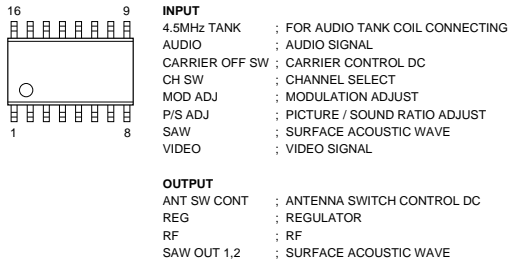 16 9
1 8
INPUT
4.5MHz TANK ; FOR AUDIO TANK COIL CONNECTING
AUDIO ; AUDIO SIGNAL
CARRIER OFF SW ; CARRIER CONTROL DC
CH SW ; CHANNEL SELECT
MOD ADJ ; MODULATION ADJUST
P/S ADJ ; PICTURE / SOUND RATIO ADJUST
SAW ; SURFACE ACOUSTIC WAVE
VIDEO ; VIDEO SIGNAL
OUTPUT
ANT SW CONT ; ANTENNA SWITCH CONTROL DC
REG ; REGULATOR
RF ; RF
SAW OUT 1,2 ; SURFACE ACOUSTIC WAVE